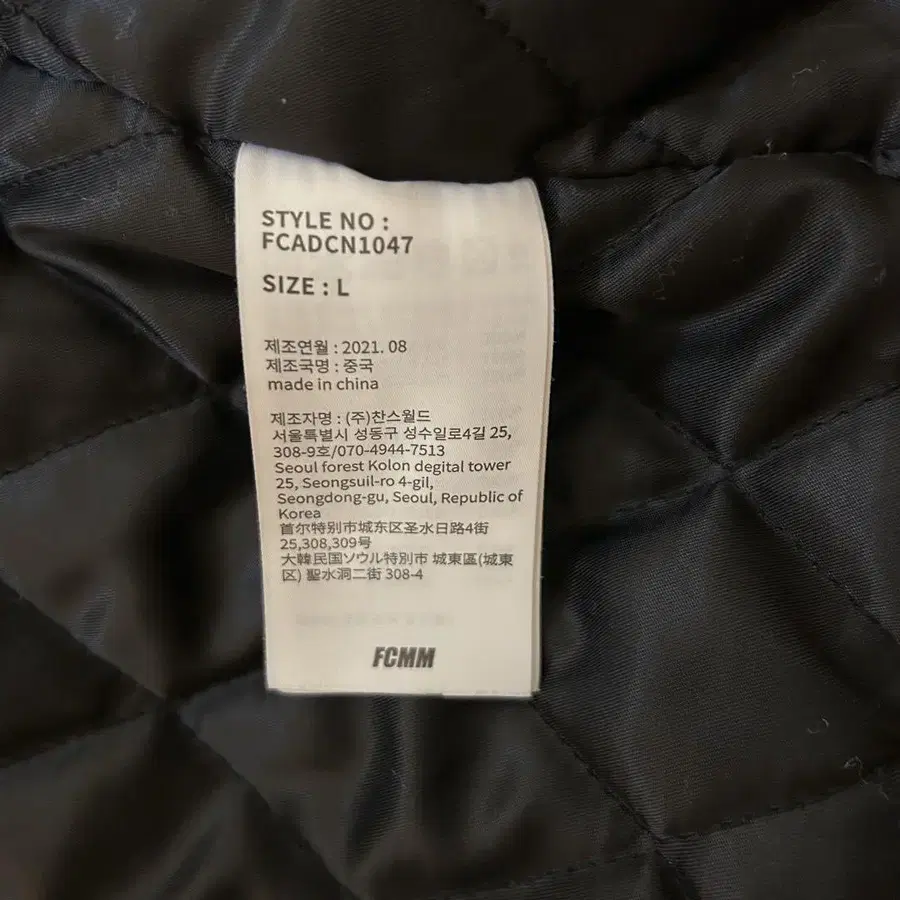 STYLE NO :
FCADCN1047
SIZE : L
제조연월 : 2021. 08
제조국명 : 중국
made in china
제조자명 : (주)찬스월드
서울특별시 성동구 성수일로4길 25,
308-9호/070-4944-7513
Seoul forest Kolon degital tower
25, Seongsuil-ro 4-gil,
Seongdong-gu, Seoul, Republic of
Korea
首尔特别市城东区圣水日路4街
25,308,309号
大韓民国ソウル特別市 城東區(城東
区) 聖水洞二街 308-4
FCMM